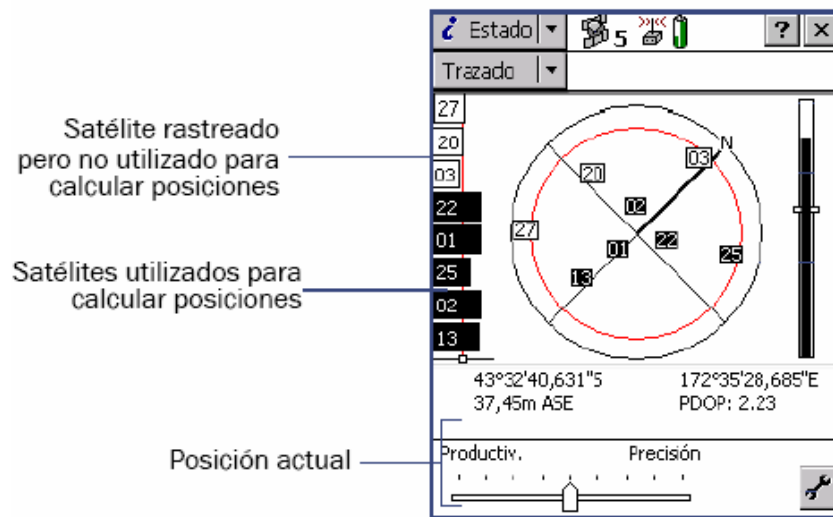 Estado
5
?
×
Trazado
27
20
03
22
01
25
02
13
N
03
20
02
27
01
22
25
13
43°32'40,631"S 172°35'28,685"E
37,45m ASE PDOP: 2.23
Productiv. Precisión
Satélite rastreado
pero no utilizado para
calcular posiciones
Satélites utilizados para
calcular posiciones
Posición actual